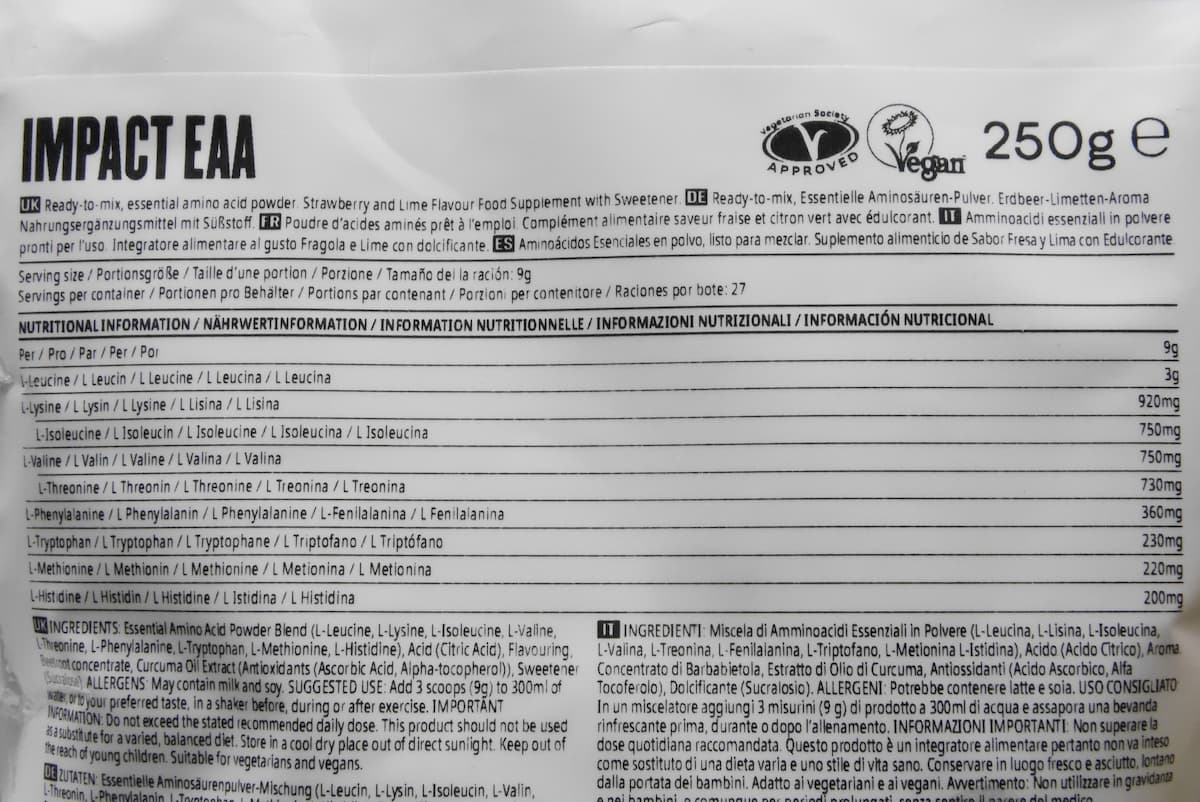 IMPACT EAA
Vegetarian Society
APPROVED
Vegan
250g e
UK Ready-to-mix, essential amino acid powder. Strawberry and Lime Flavour Food Supplement with Sweetener. DE Ready-to-mix, Essentielle Aminosäuren-Pulver. Erdbeer-Limetten-Aroma
Nahrungsergänzungsmittel mit Süßstoff. FR Poudre d'acides aminés prêt à l'emploi. Complément alimentaire saveur fraise et citron vert avec édulcorant. IT Amminoacidi essenziali in polvere
pronti per l'uso. Integratore alimentare al gusto Fragola e Lime con dolcificante. ES Aminoácidos Esenciales en polvo, listo para mezclar. Suplemento alimenticio de Sabor Fresa y Lima con Edulcorante
Serving size / Portionsgröße / Taille d'une portion / Porzione / Tamaño del la ración: 9g
Servings per container / Portionen pro Behälter / Portions par contenant / Porzioni per contenitore / Raciones por bote: 27
NUTRITIONAL INFORMATION / NÄHRWERTINFORMATION / INFORMATION NUTRITIONNELLE / INFORMAZIONI NUTRIZIONALI / INFORMACIÓN NUTRICIONAL
Per / Pro / Par / Per / Por 9g
L-Leucine / L Leucin / L Leucine / L Leucina / L Leucina 3g
L-Lysine / L Lysin / L Lysine / L Lisina / L Lisina 920mg
L-Isoleucine / L Isoleucin / L Isoleucine / L Isoleucina / L Isoleucina 750mg
L-Valine / L Valin / L Valine / L Valina / L Valina 750mg
L-Threonine / L Threonin / L Threonine / L Treonina / L Treonina 730mg
L-Phenylalanine / L Phenylalanin / L Phenylalanine / L-Fenilalanina / L Fenilalanina 360mg
L-Tryptophan / L Tryptophan / L Tryptophane / L Triptofano / L Triptófano 230mg
L-Methionine / L Methionin / L Methionine / L Metionina / L Metionina 220mg
L-Histidine / L Histidin / L Histidine / L Istidina / L Histidina 200mg
UK INGREDIENTS: Essential Amino Acid Powder Blend (L-Leucine, L-Lysine, L-Isoleucine, L-Valine,
L-Threonine, L-Phenylalanine, L-Tryptophan, L-Methionine, L-Histidine), Acid (Citric Acid), Flavouring,
Beetroot concentrate, Curcuma Oil Extract (Antioxidants (Ascorbic Acid, Alpha-tocopherol)), Sweetener
(Sucralose) ALLERGENS: May contain milk and soy. SUGGESTED USE: Add 3 scoops (9g) to 300ml of
water, or to your preferred taste, in a shaker before, during or after exercise. IMPORTANT
INFORMATION: Do not exceed the stated recommended daily dose. This product should not be used
as a substitute for a varied, balanced diet. Store in a cool dry place out of direct sunlight. Keep out of
the reach of young children. Suitable for vegetarians and vegans.
DE ZUTATEN: Essentielle Aminosäurenpulver-Mischung (L-Leucin, L-Lysin, L-Isoleucin, L-Valin,
L-Threonin, L-Phenylalanin,
IT INGREDIENTI: Miscela di Amminoacidi Essenziali in Polvere (L-Leucina, L-Lisina, L-Isoleucina,
L-Valina, L-Treonina, L-Fenilalanina, L-Triptofano, L-Metionina L-Istidina), Acido (Acido Citrico), Aroma.
Concentrato di Barbabietola, Estratto di Olio di Curcuma, Antiossidanti (Acido Ascorbico, Alfa
Tocoferolo), Dolcificante (Sucralosio). ALLERGENI: Potrebbe contenere latte e soia. USO CONSIGLIATO
In un miscelatore aggiungi 3 misurini (9 g) di prodotto a 300ml di acqua e assapora una bevanda
rinfrescante prima, durante o dopo l'allenamento. INFORMAZIONI IMPORTANTI: Non superare la
dose quotidiana raccomandata. Questo prodotto è un integratore alimentare pertanto non va inteso
come sostituto di una dieta varia e uno stile di vita sano. Conservare in luogo fresco e asciutto, lontano
dalla portata dei bambini. Adatto ai vegetariani e ai vegani. Avvertimento: Non utilizzare in gravidanza